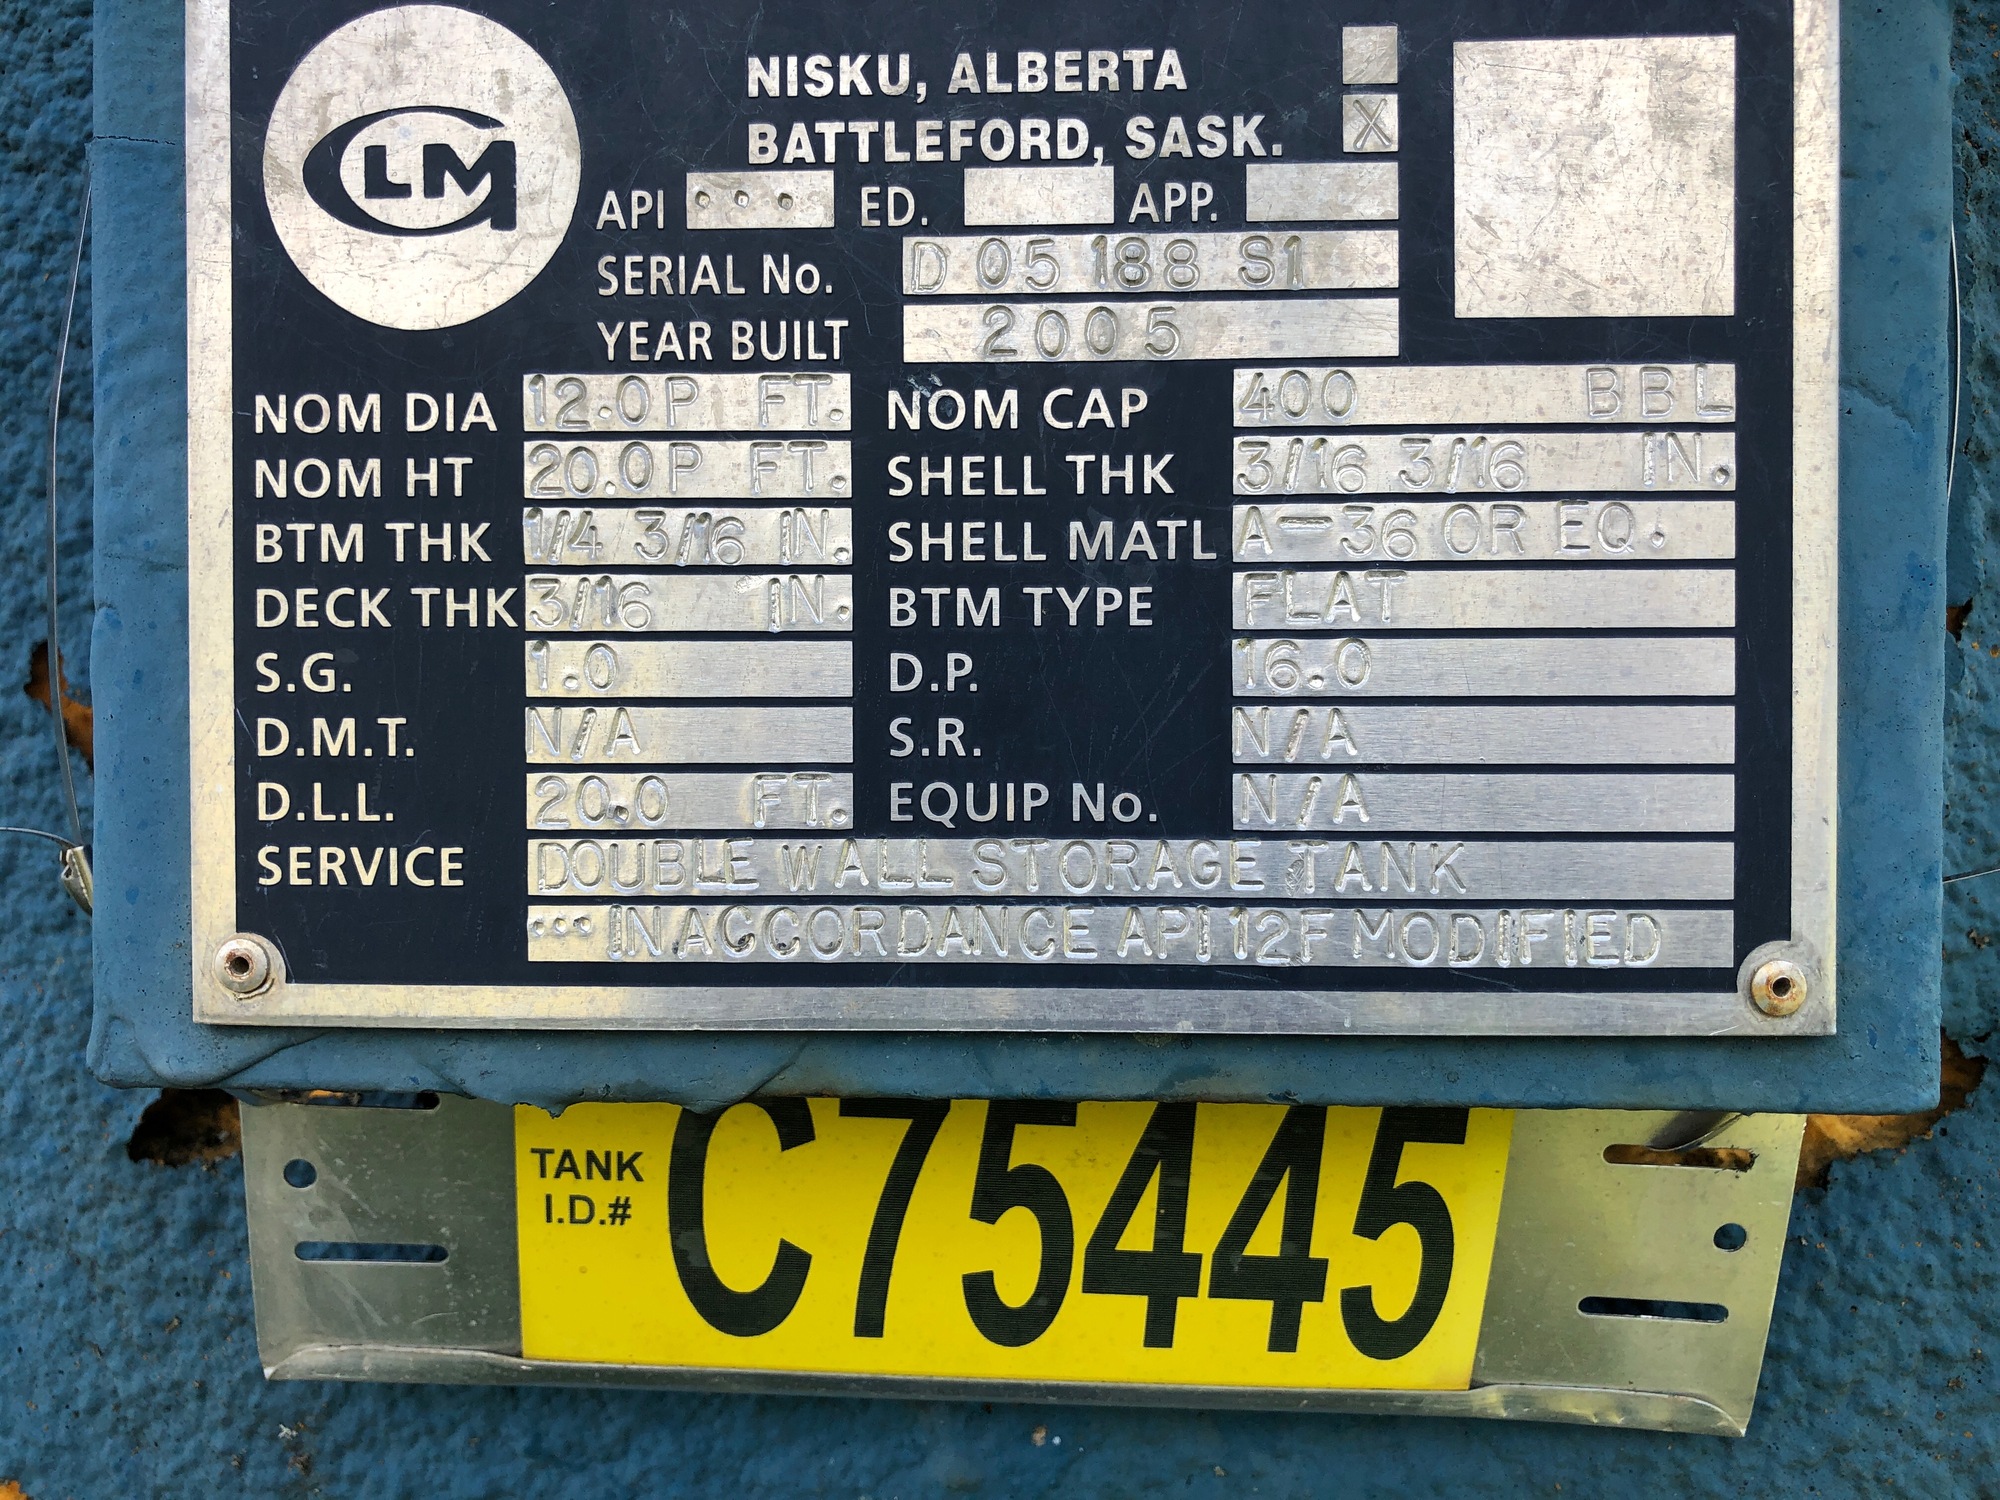 CLM
NISKU, ALBERTA
BATTLEFORD, SASK. X
API ... ED. APP.
SERIAL No. D 05 188 S1
YEAR BUILT 2005
NOM DIA 12.0P FT. NOM CAP 400 BBL
NOM HT 20.0P FT. SHELL THK 3/16 3/16 IN.
BTM THK 1/4 3/16 IN. SHELL MATL A-36 OR EQ.
DECK THK 3/16 IN. BTM TYPE FLAT
S.G. 1.0 D.P. 16.0
D.M.T. N/A S.R. N/A
D.L.L. 20.0 FT. EQUIP No. N/A
SERVICE DOUBLE WALL STORAGE TANK
... IN ACCORDANCE API 12F MODIFIED
TANK
I.D.# C75445